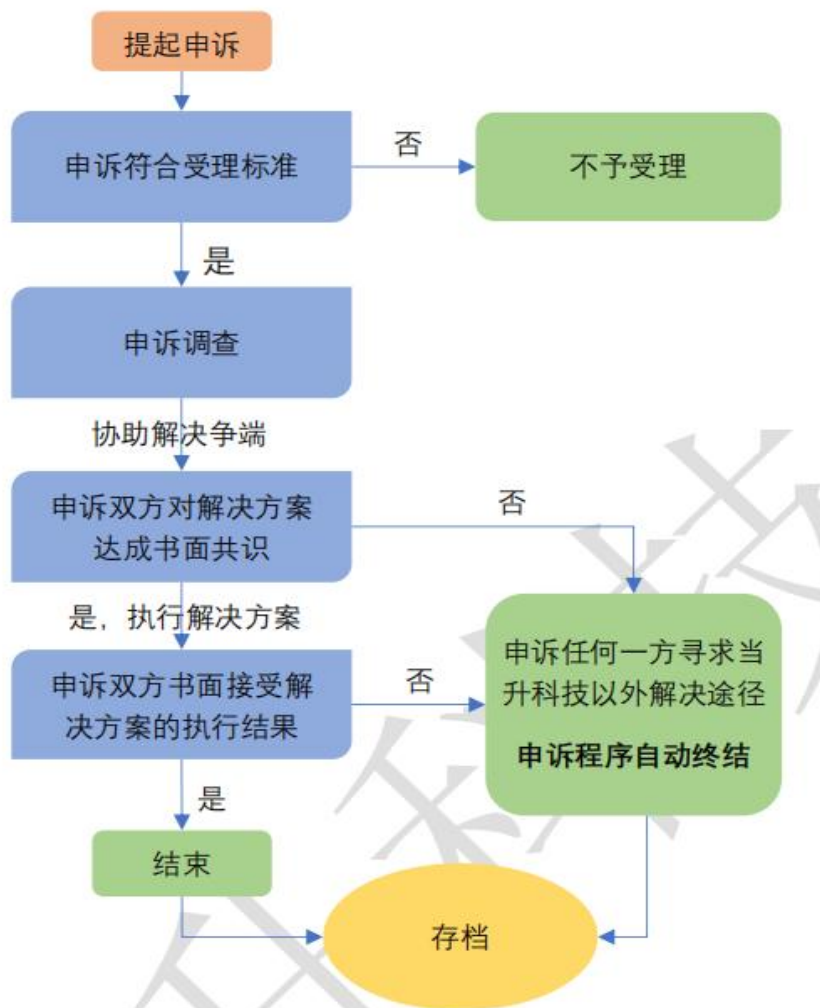 提起申诉
申诉符合受理标准
否
不予受理
是
申诉调查
协助解决争端
申诉双方对解决方案
达成书面共识
否
是，执行解决方案
申诉双方书面接受解
决方案的执行结果
否
申诉任何一方寻求当
升科技以外解决途径
申诉程序自动终结
是
结束
存档